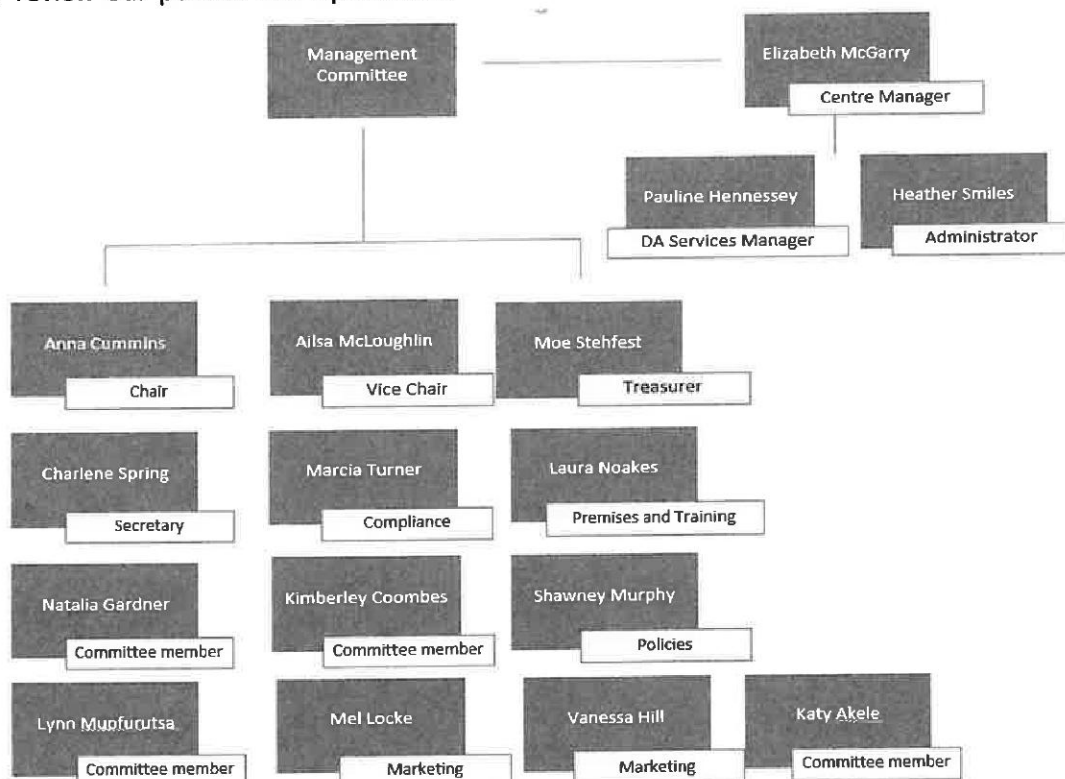 Management
Committee
Elizabeth McGarry
Centre Manager
Pauline Hennessey
DA Services Manager
Heather Smiles
Administrator
Anna Cummins
Chair
Ailsa McLoughlin
Vice Chair
Moe Stehfest
Treasurer
Charlene Spring
Secretary
Marcia Turner
Compliance
Laura Noakes
Premises and Training
Natalia Gardner
Committee member
Kimberley Coombes
Committee member
Shawney Murphy
Policies
Lynn Mupfurutsa
Committee member
Mel Locke
Marketing
Vanessa Hill
Marketing
Katy Akele
Committee member